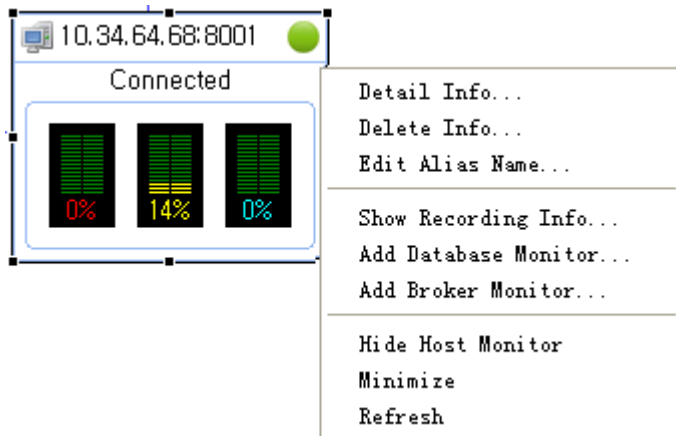 10.34.64.68:8001
Connected
0% 14% 0%
Detail Info...
Delete Info...
Edit Alias Name...
Show Recording Info...
Add Database Monitor...
Add Broker Monitor...
Hide Host Monitor
Minimize
Refresh